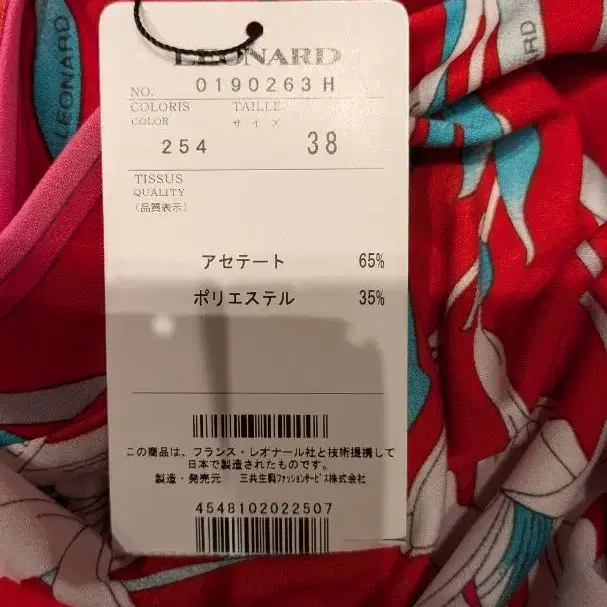 LEONARD
LEONARD
LEONARD
NO. 0190263 H
COLORIS TAILLE
COLOR サイズ
254 38
TISSUS
QUALITY
(品質表示)
アセテート 65%
ポリエステル 35%
この商品は、フランス・レオナール社と技術提携して
日本で製造されたものです。
製造・発売元 三共生興ファッションサービス株式会社
4548102022507